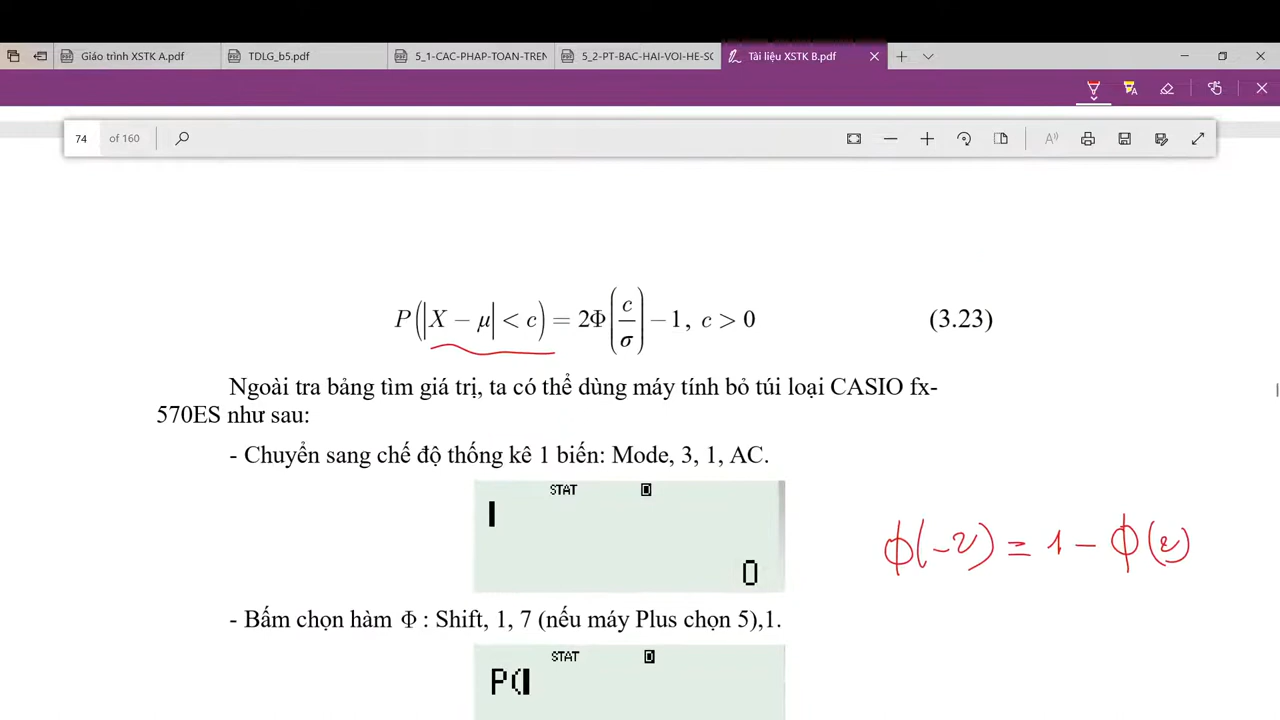 Giáo trình XSTK A.pdf
TDLG_b5.pdf
5_1-CAC-PHAP-TOAN-TREN
5_2-PT-BAC-HAI-VOI-HE-SO
Tài liệu XSTK B.pdf
74 of 160
P(|X − μ| < c) = 2Φ(c/σ) − 1, c > 0 (3.23)
Ngoài tra bảng tìm giá trị, ta có thể dùng máy tính bỏ túi loại CASIO fx-
570ES như sau:
- Chuyển sang chế độ thống kê 1 biến: Mode, 3, 1, AC.
STAT D
0
ϕ(-z) = 1 - ϕ(z)
- Bấm chọn hàm Φ : Shift, 1, 7 (nếu máy Plus chọn 5),1.
STAT D
P(